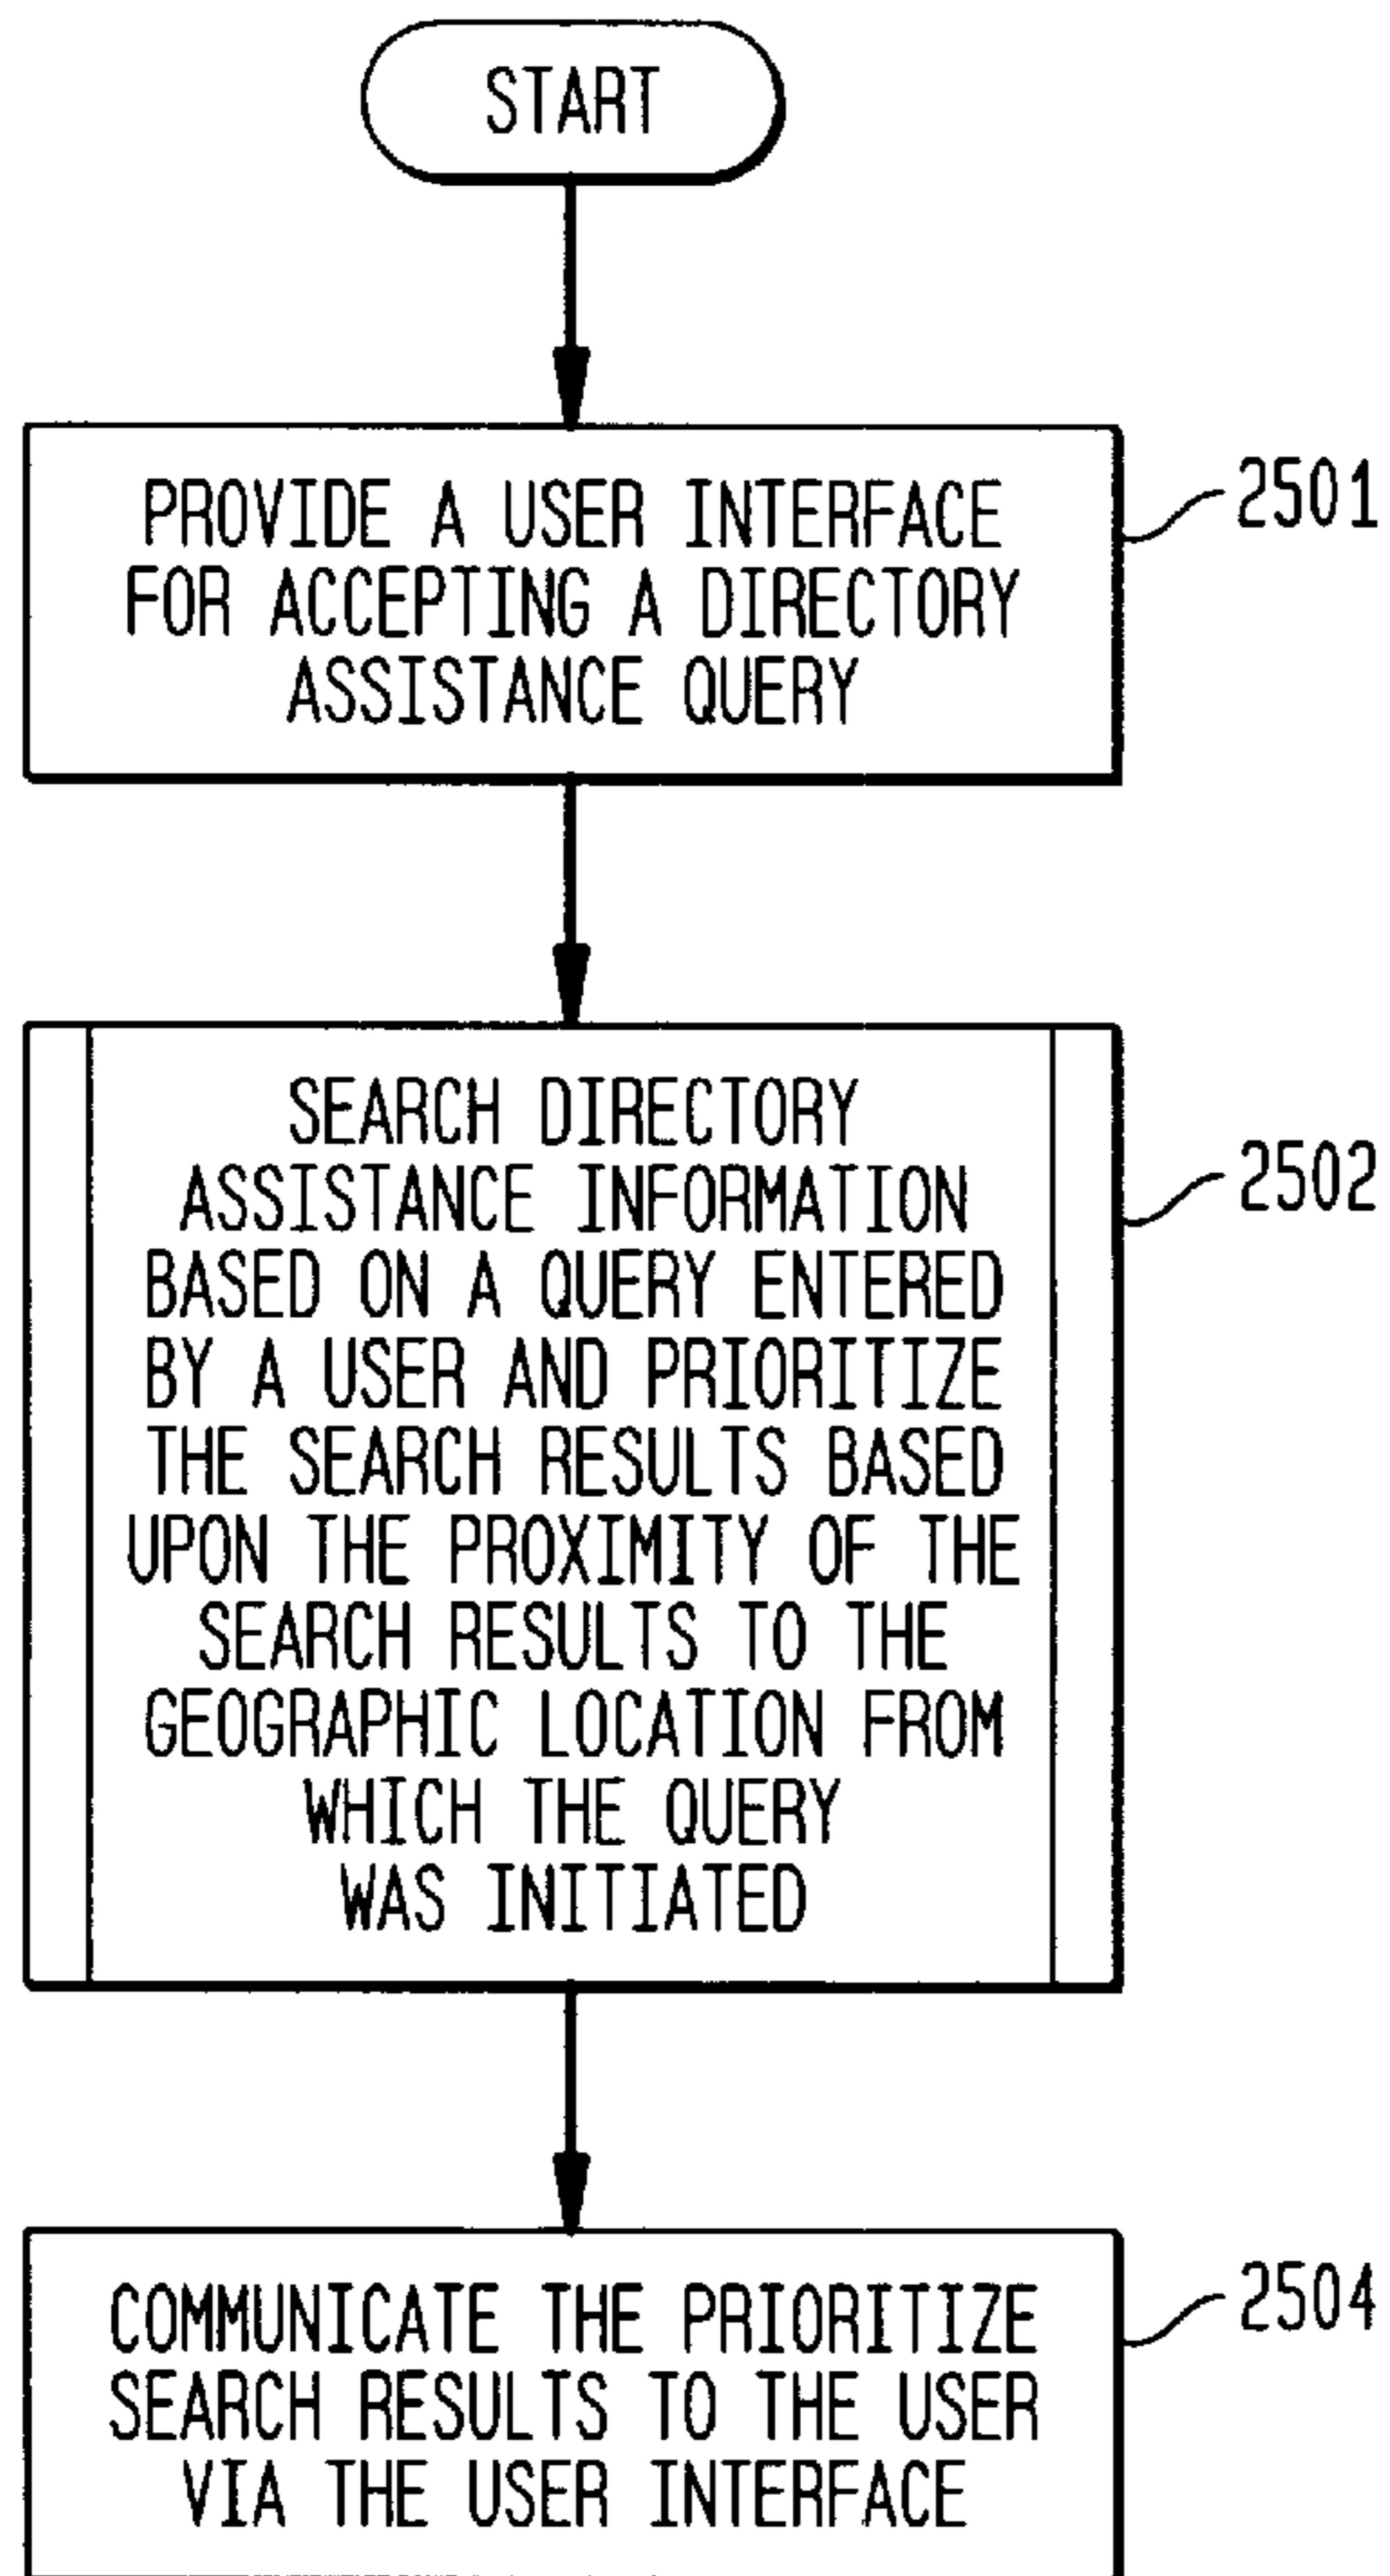 START
PROVIDE A USER INTERFACE
FOR ACCEPTING A DIRECTORY
ASSISTANCE QUERY
2501
SEARCH DIRECTORY
ASSISTANCE INFORMATION
BASED ON A QUERY ENTERED
BY A USER AND PRIORITIZE
THE SEARCH RESULTS BASED
UPON THE PROXIMITY OF THE
SEARCH RESULTS TO THE
GEOGRAPHIC LOCATION FROM
WHICH THE QUERY
WAS INITIATED
2502
COMMUNICATE THE PRIORITIZE
SEARCH RESULTS TO THE USER
VIA THE USER INTERFACE
2504